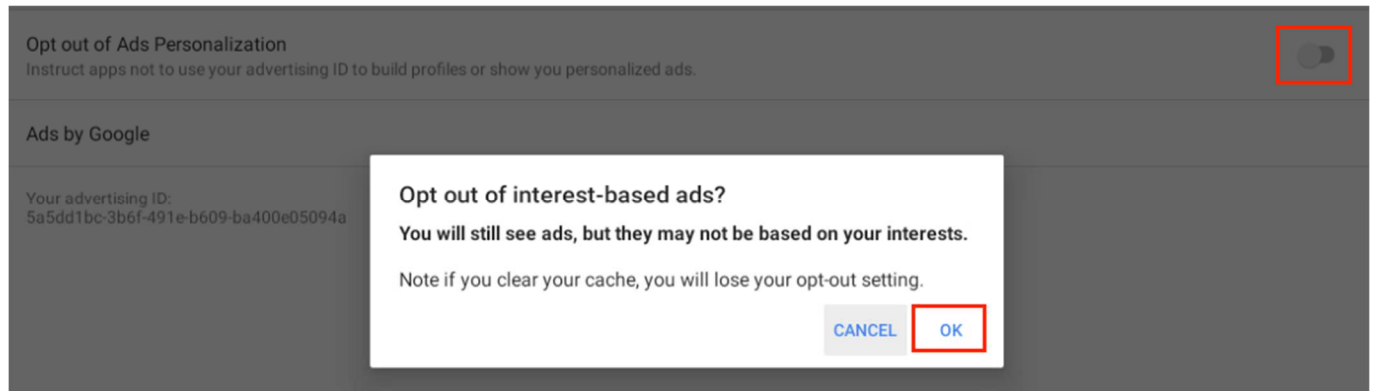 Opt out of Ads Personalization
Instruct apps not to use your advertising ID to build profiles or show you personalized ads.
Ads by Google
Your advertising ID:
5a5dd1bc-3b6f-491e-b609-ba400e05094a
Opt out of interest-based ads?
You will still see ads, but they may not be based on your interests.
Note if you clear your cache, you will lose your opt-out setting.
CANCEL OK